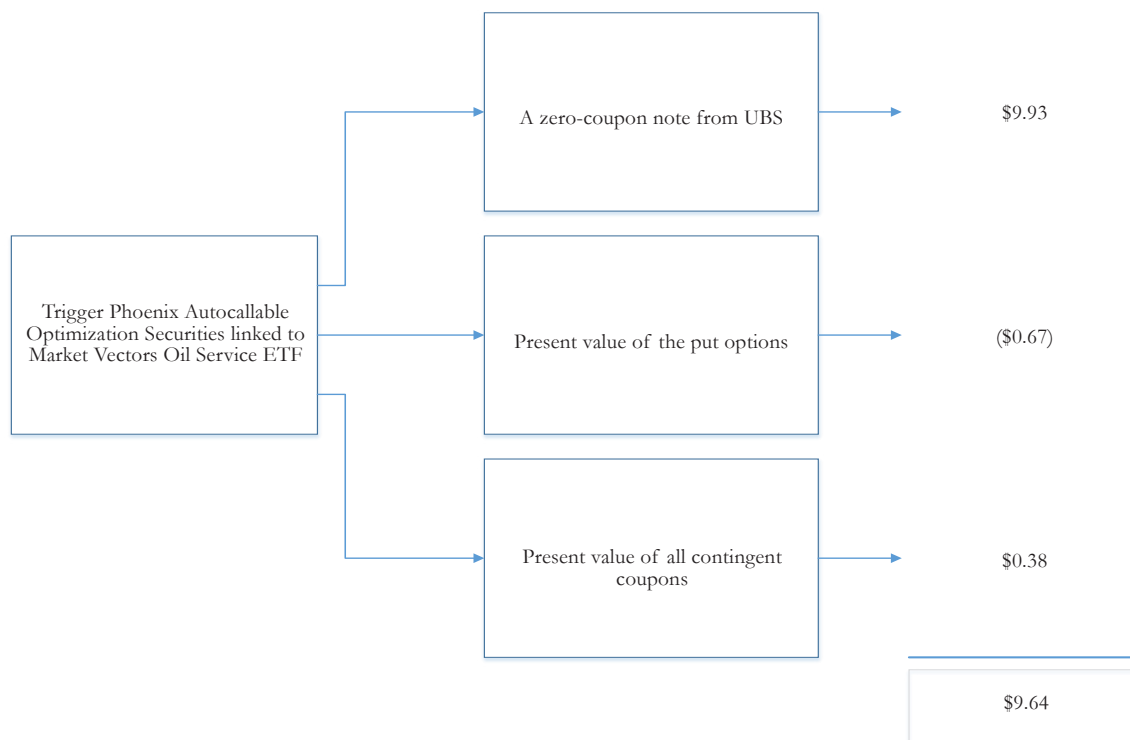 A zero-coupon note from UBS
$9.93
Trigger Phoenix Autocallable
Optimization Securities linked to
Market Vectors Oil Service ETF
Present value of the put options
($0.67)
Present value of all contingent
coupons
$0.38
$9.64